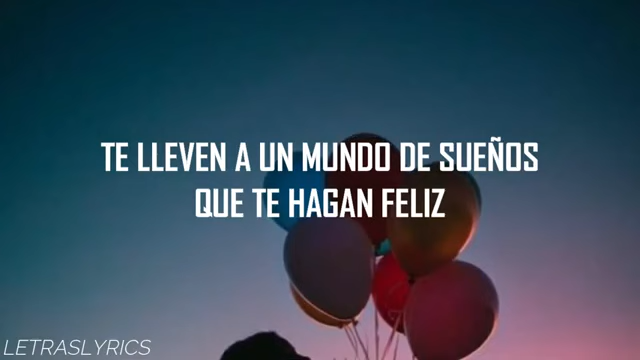 TE LLEVEN A UN MUNDO DE SUEÑOS
QUE TE HAGAN FELIZ
LETRASLYRICS